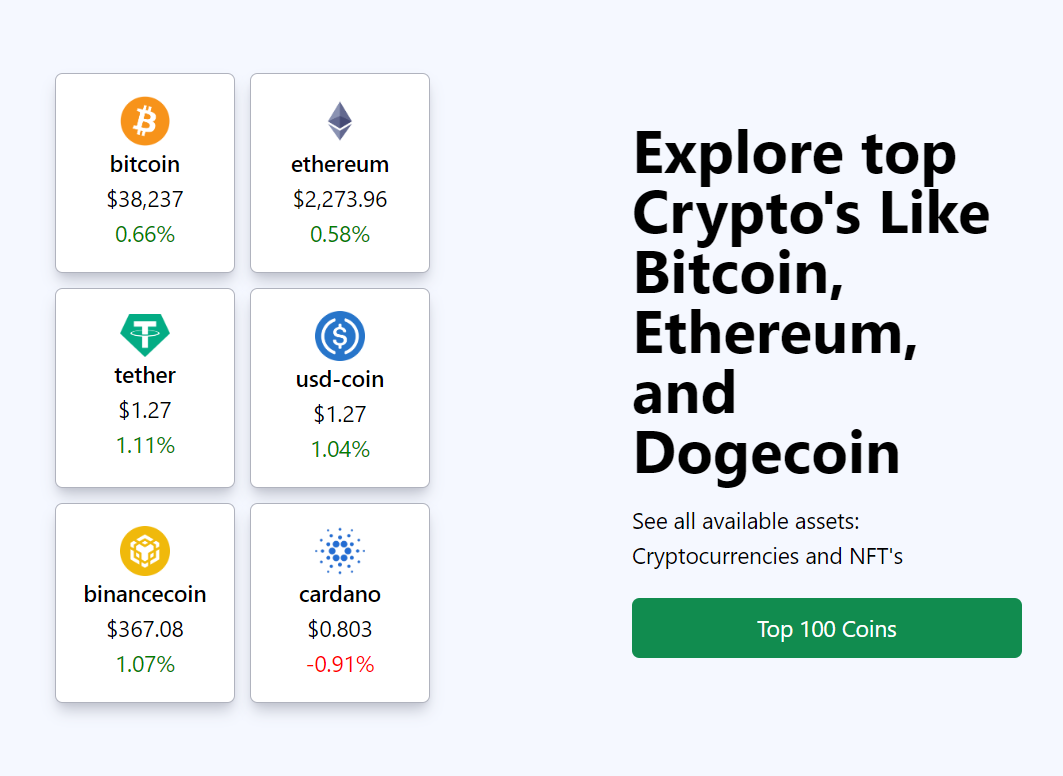 bitcoin
$38,237
0.66%
ethereum
$2,273.96
0.58%
tether
$1.27
1.11%
usd-coin
$1.27
1.04%
binancecoin
$367.08
1.07%
cardano
$0.803
-0.91%
Explore top
Crypto's Like
Bitcoin,
Ethereum,
and
Dogecoin
See all available assets:
Cryptocurrencies and NFT's
Top 100 Coins